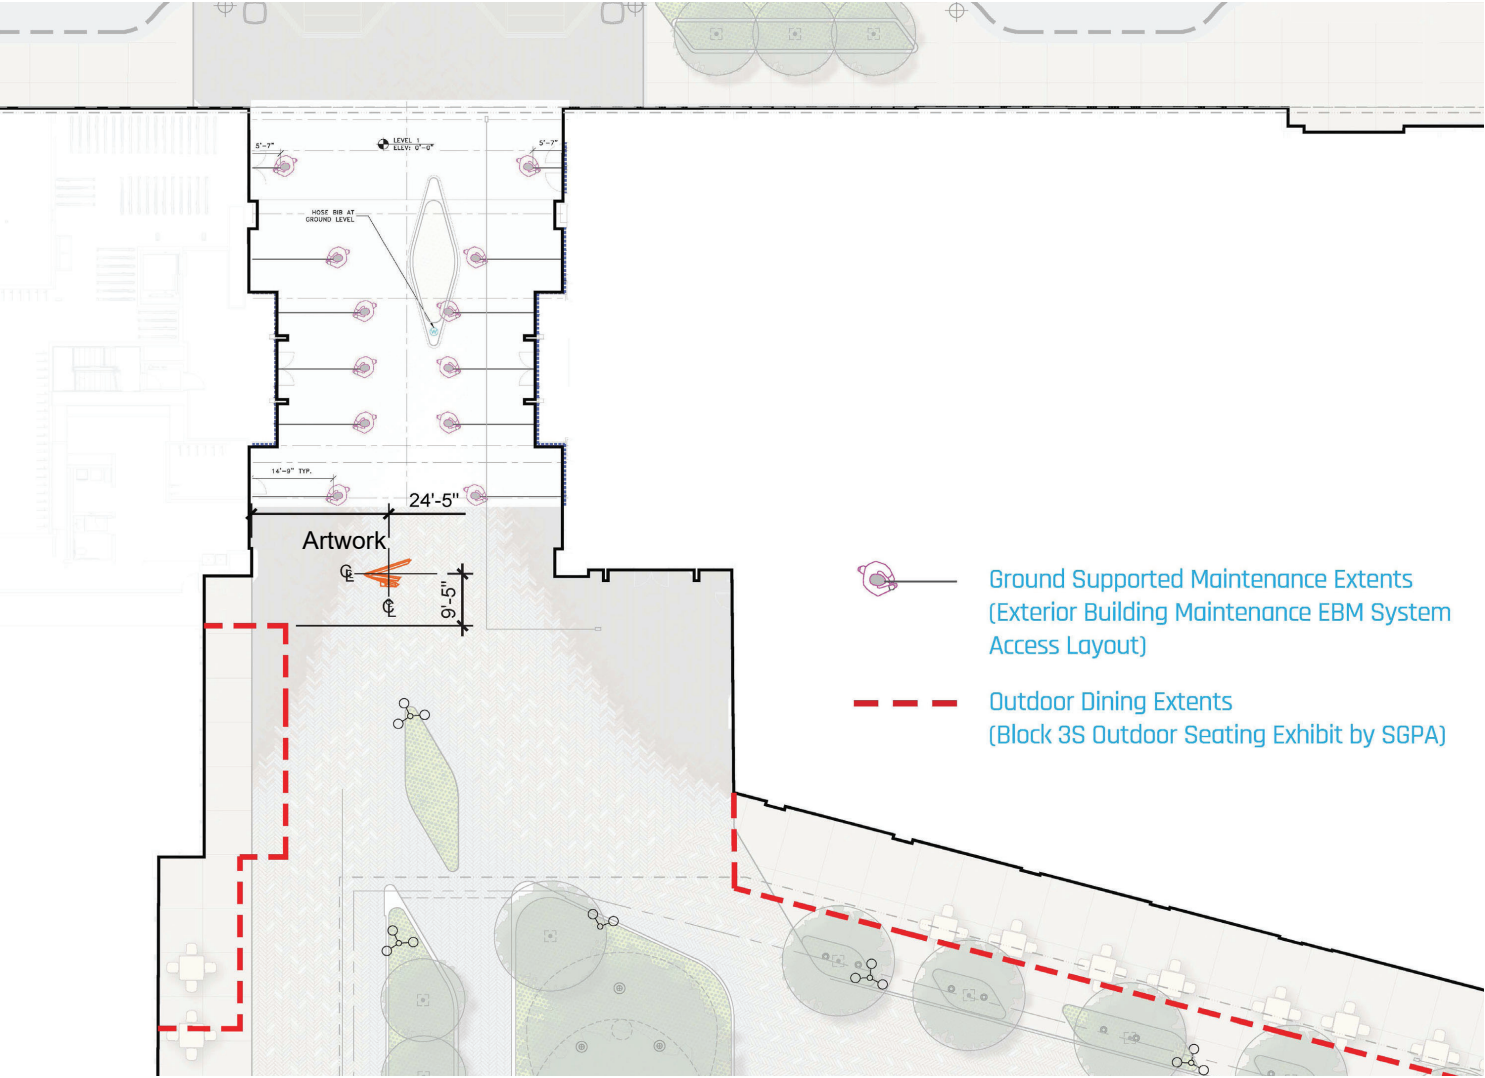 5'-7"
LEVEL 1
ELEV: 0'-0"
5'-7"
HOSE BIB AT
GROUND LEVEL
14'-9" TYP.
24'-5"
Artwork
CL
9'-5"
CL
Ground Supported Maintenance Extents
(Exterior Building Maintenance EBM System
Access Layout)
Outdoor Dining Extents
(Block 3S Outdoor Seating Exhibit by SGPA)